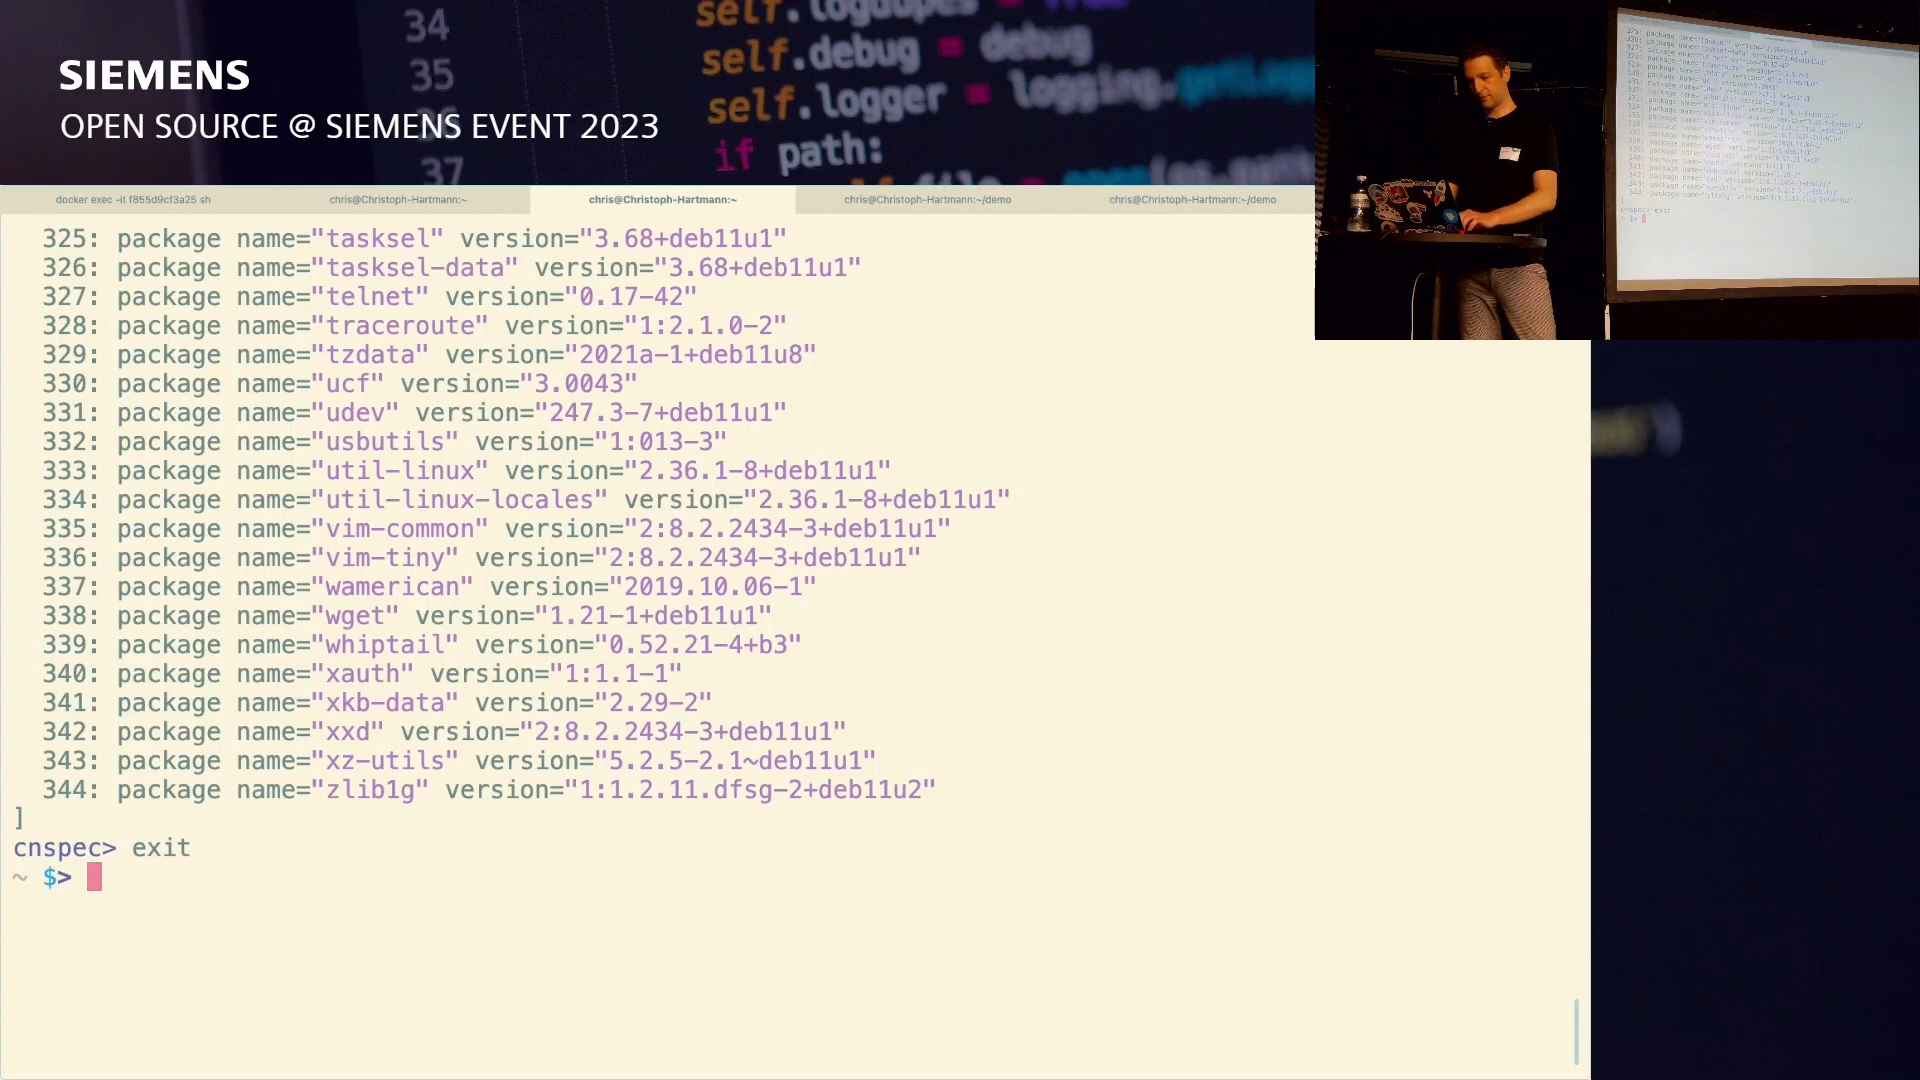 SIEMENS
OPEN SOURCE @ SIEMENS EVENT 2023
34
35
36
37
self.debug = debug
self.logger = logging.
if path:
docker exec -it f855d9cf3a25 sh
chris@Christoph-Hartmann:~
chris@Christoph-Hartmann:~
chris@Christoph-Hartmann:~/demo
chris@Christoph-Hartmann:~/demo
325: package name="tasksel" version="3.68+deb11u1"
326: package name="tasksel-data" version="3.68+deb11u1"
327: package name="telnet" version="0.17-42"
328: package name="traceroute" version="1:2.1.0-2"
329: package name="tzdata" version="2021a-1+deb11u8"
330: package name="ucf" version="3.0043"
331: package name="udev" version="247.3-7+deb11u1"
332: package name="usbutils" version="1:013-3"
333: package name="util-linux" version="2.36.1-8+deb11u1"
334: package name="util-linux-locales" version="2.36.1-8+deb11u1"
335: package name="vim-common" version="2:8.2.2434-3+deb11u1"
336: package name="vim-tiny" version="2:8.2.2434-3+deb11u1"
337: package name="wamerican" version="2019.10.06-1"
338: package name="wget" version="1.21-1+deb11u1"
339: package name="whiptail" version="0.52.21-4+b3"
340: package name="xauth" version="1:1.1-1"
341: package name="xkb-data" version="2.29-2"
342: package name="xxd" version="2:8.2.2434-3+deb11u1"
343: package name="xz-utils" version="5.2.5-2.1~deb11u1"
344: package name="zlib1g" version="1:1.2.11.dfsg-2+deb11u2"
]
cnspec> exit
~ $>